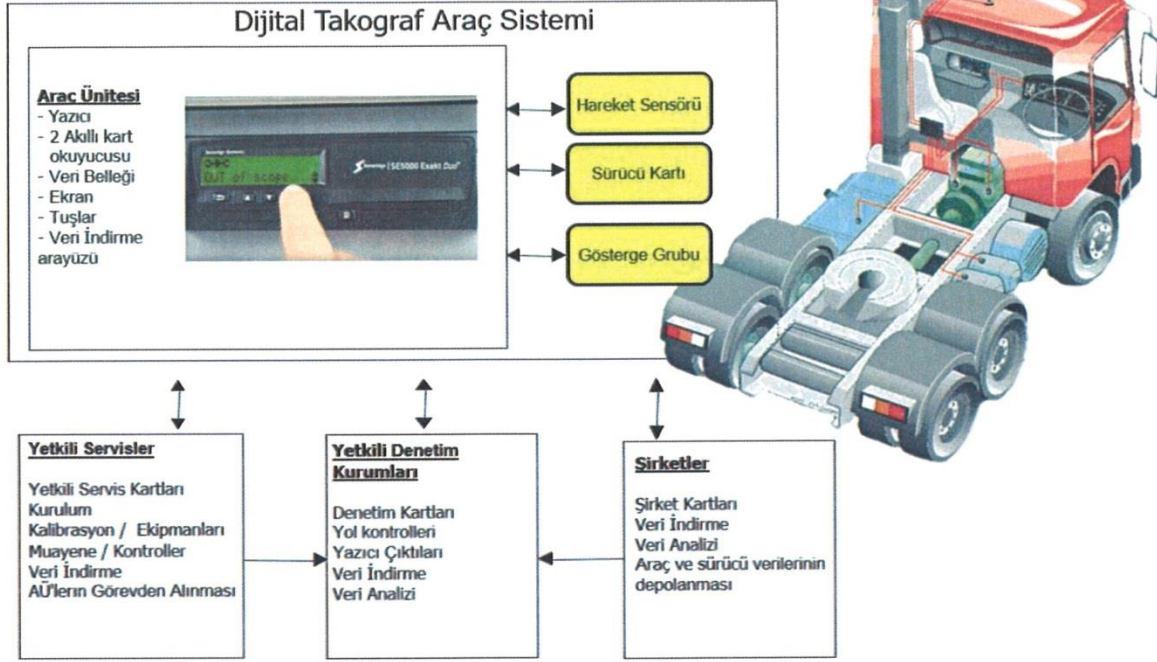 Dijital Takograf Araç Sistemi
Araç Ünitesi
- Yazıcı
- 2 Akıllı kart
okuyucusu
- Veri Belleği
- Ekran
- Tuşlar
- Veri İndirme
arayüzü
OUT of scope
SE5000 Exakt Duo²
Hareket Sensörü
Sürücü Kartı
Gösterge Grubu
Yetkili Servisler
Yetkili Servis Kartları
Kurulum
Kalibrasyon / Ekipmanları
Muayene / Kontroller
Veri İndirme
AÜ'lerin Görevden Alınması
Yetkili Denetim
Kurumları
Denetim Kartları
Yol kontrolleri
Yazıcı Çıktıları
Veri İndirme
Veri Analizi
Şirketler
Şirket Kartları
Veri İndirme
Veri Analizi
Araç ve sürücü verilerinin
depolanması